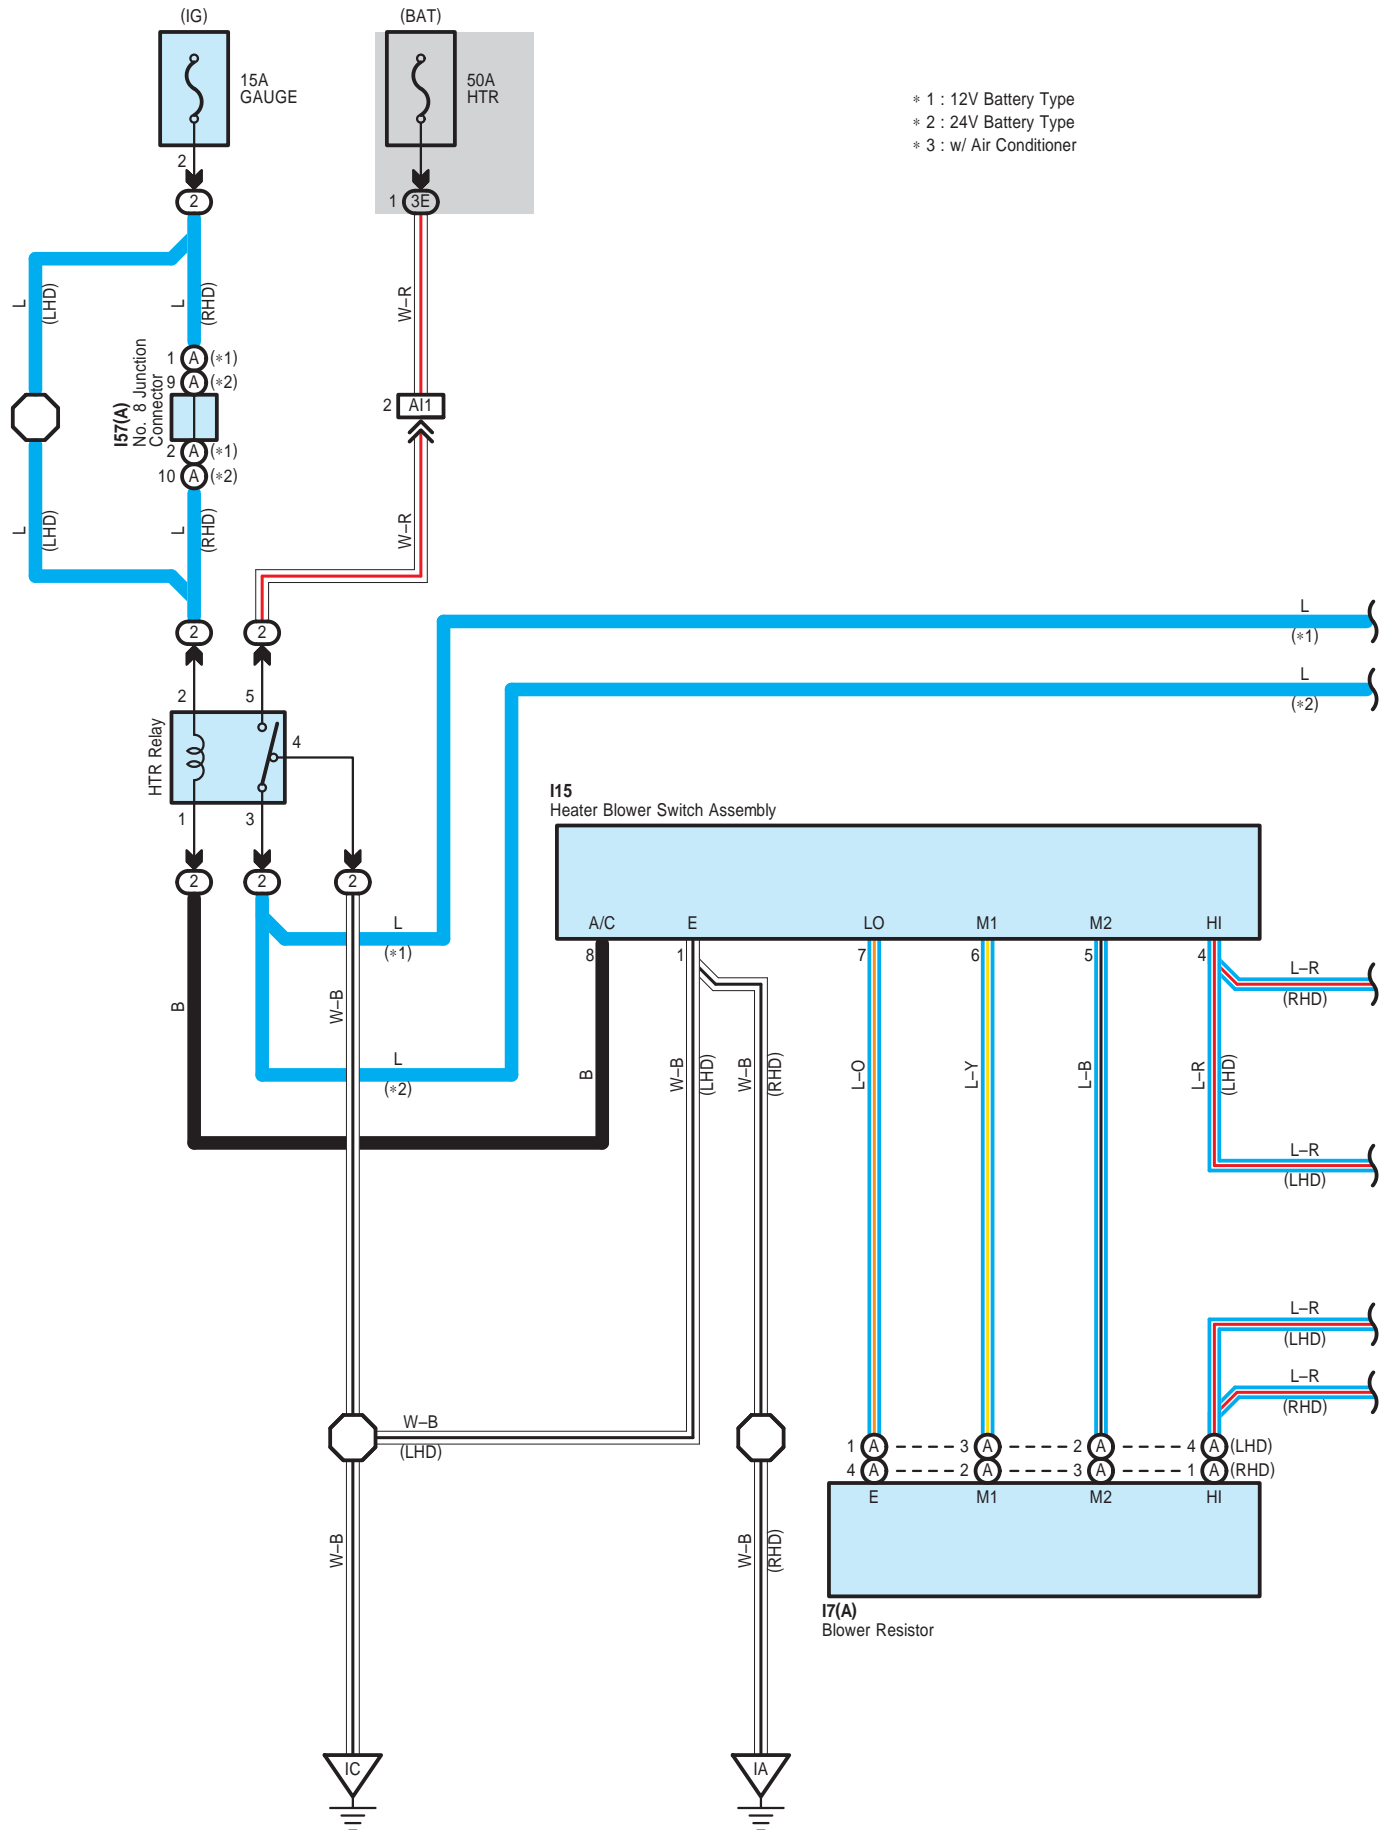 (IG)
(BAT)
15A
GAUGE
50A
HTR
∗ 1 : 12V Battery Type
∗ 2 : 24V Battery Type
∗ 3 : w/ Air Conditioner
2
2
1 3E
L
(LHD)
L
(RHD)
W–R
I57(A)
No. 8 Junction
Connector
1 A (∗1)
9 A (∗2)
2 A (∗1)
10 A (∗2)
2 AI1
L
(LHD)
L
(RHD)
W–R
2
2
L
(∗1)
L
(∗2)
HTR Relay
2
5
4
1
3
2
2
2
I15
Heater Blower Switch Assembly
A/C
E
LO
M1
M2
HI
8
1
7
6
5
4
L
(∗1)
L–R
(RHD)
B
W–B
L
(∗2)
B
W–B
(LHD)
W–B
(RHD)
L–O
L–Y
L–B
L–R
(LHD)
L–R
(LHD)
L–R
(LHD)
L–R
(RHD)
W–B
(LHD)
1 A 3 A 2 A 4 A (LHD)
4 A 2 A 3 A 1 A (RHD)
E
M1
M2
HI
W–B
W–B
(RHD)
I7(A)
Blower Resistor
IC
IA